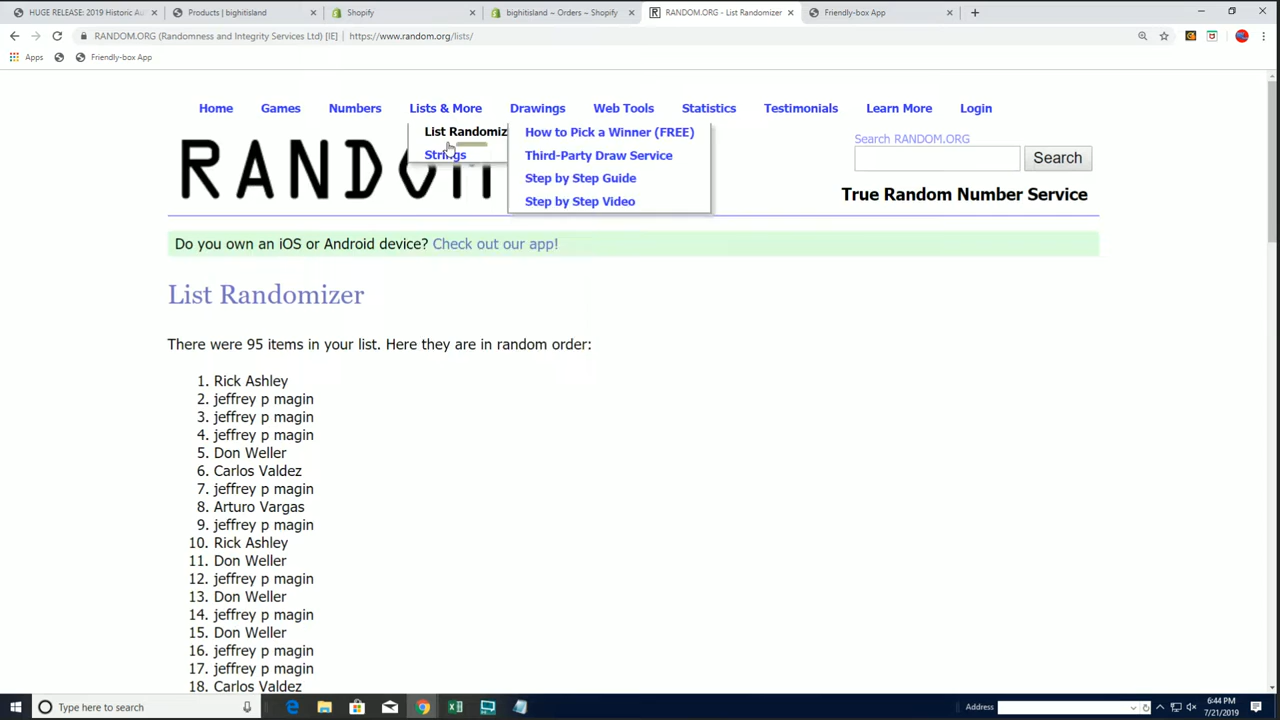 HUGE RELEASE: 2019 Historic Au
Products | bighitisland
Shopify
bighitisland ~ Orders ~ Shopify
RANDOM.ORG - List Randomizer
Friendly-box App
RANDOM.ORG (Randomness and Integrity Services Ltd) [IE] | https://www.random.org/lists/
Apps
Friendly-box App
Home Games Numbers Lists & More Drawings Web Tools Statistics Testimonials Learn More Login
List Randomiz
Strings
How to Pick a Winner (FREE)
Third-Party Draw Service
Step by Step Guide
Step by Step Video
Search RANDOM.ORG
Search
True Random Number Service
Do you own an iOS or Android device? Check out our app!
List Randomizer
There were 95 items in your list. Here they are in random order:
1. Rick Ashley
2. jeffrey p magin
3. jeffrey p magin
4. jeffrey p magin
5. Don Weller
6. Carlos Valdez
7. jeffrey p magin
8. Arturo Vargas
9. jeffrey p magin
10. Rick Ashley
11. Don Weller
12. jeffrey p magin
13. Don Weller
14. jeffrey p magin
15. Don Weller
16. jeffrey p magin
17. jeffrey p magin
18. Carlos Valdez
Type here to search
Address
6:44 PM
7/21/2019